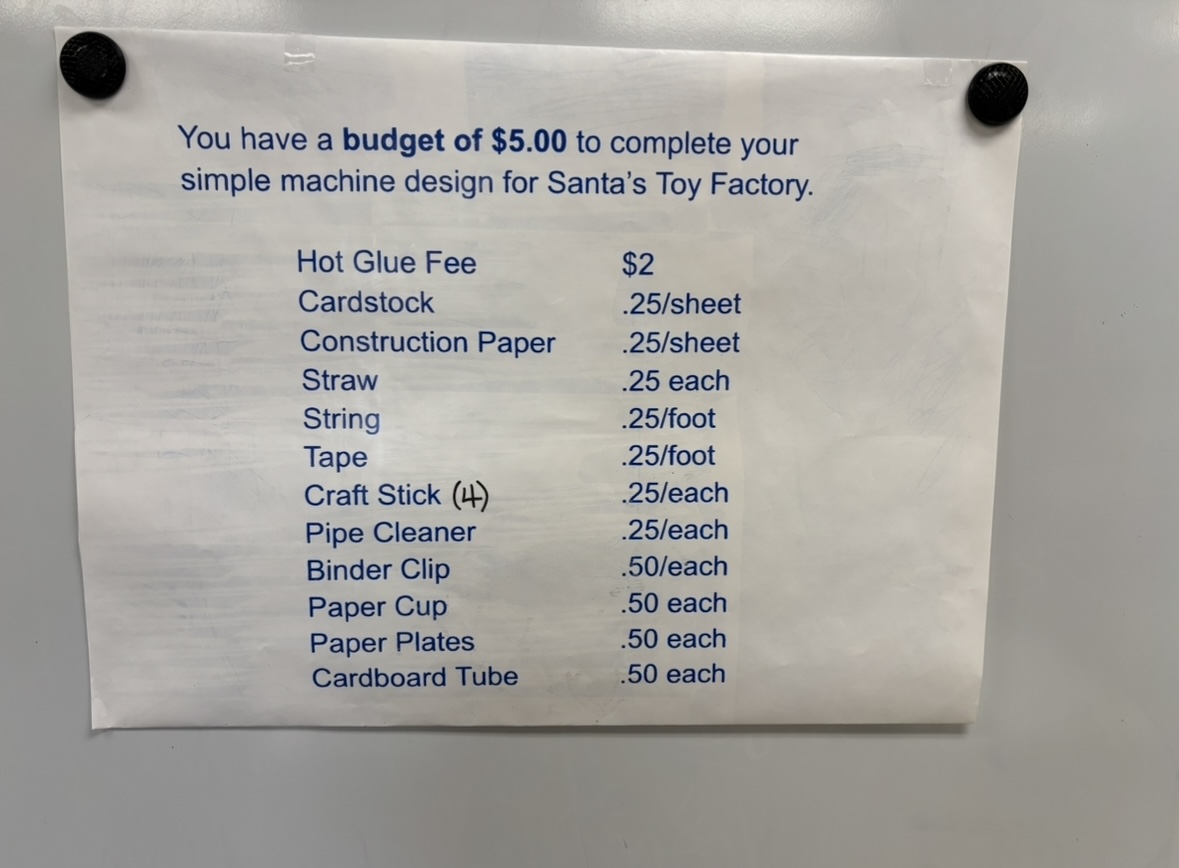 You have a budget of $5.00 to complete your
simple machine design for Santa's Toy Factory.
Hot Glue Fee $2
Cardstock .25/sheet
Construction Paper .25/sheet
Straw .25 each
String .25/foot
Tape .25/foot
Craft Stick (4) .25/each
Pipe Cleaner .25/each
Binder Clip .50/each
Paper Cup .50 each
Paper Plates .50 each
Cardboard Tube .50 each